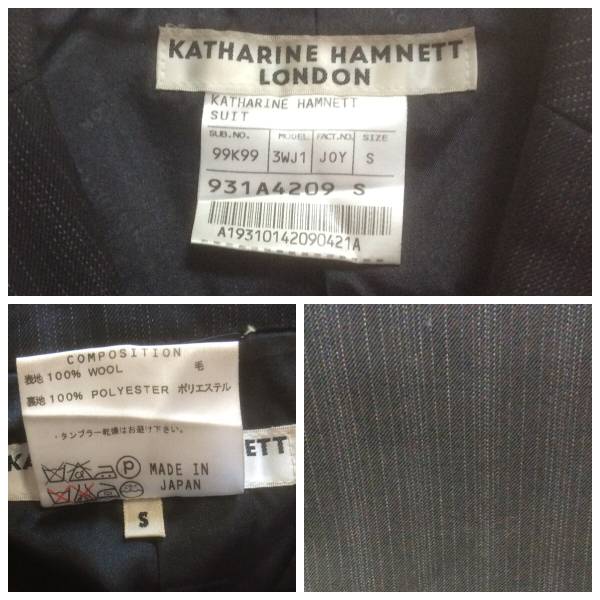 KATHARINE HAMNETT
LONDON
KATHARINE HAMNETT
SUIT
SUB.NO. MODEL FACT.NO. SIZE
99K99 3WJ1 JOY S
931A4209 S
A19310142090421A
COMPOSITION
表地 100% WOOL 毛
裏地 100% POLYESTER ポリエステル
・タンブラー乾燥はお避け下さい。
P MADE IN
JAPAN
KA ETT
S